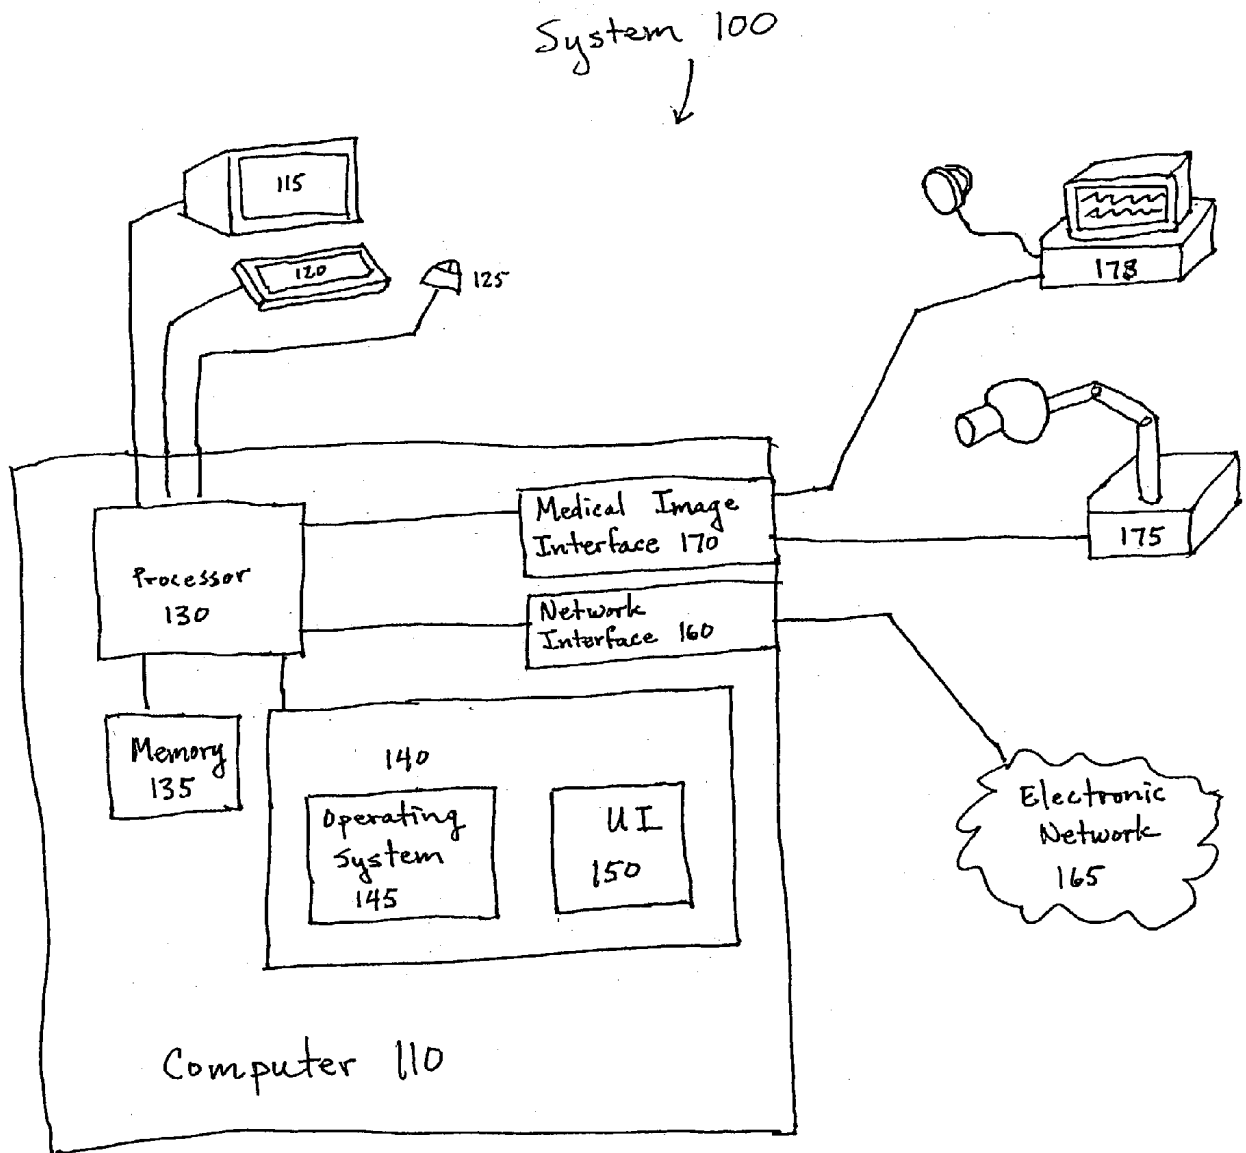 System 100
115
120
125
178
Medical Image
Interface 170
175
Processor
130
Network
Interface 160
Memory
135
140
Operating
System
145
UI
150
Electronic
Network
165
Computer 110